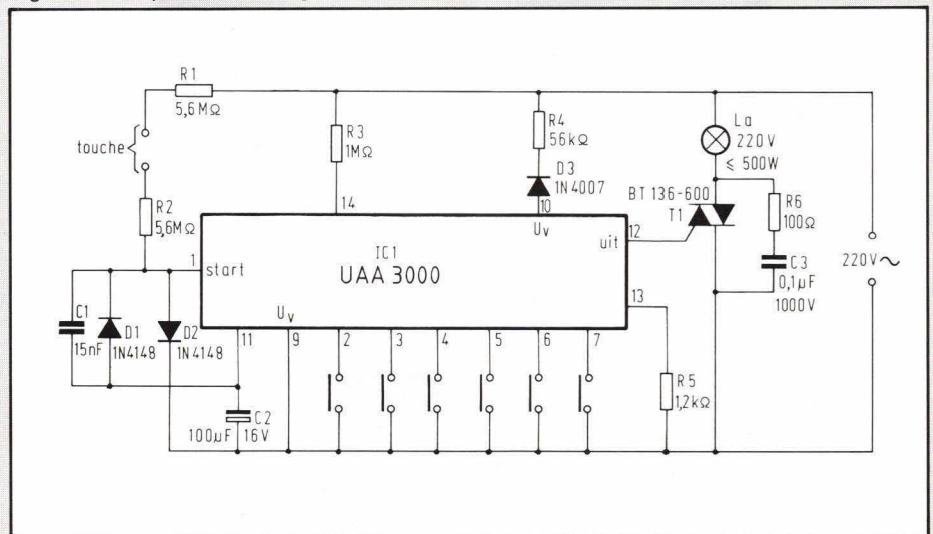 R1
5,6MΩ
touche
R2
5,6MΩ
R3
1MΩ
R4
56kΩ
D3
1N4007
La
220V
≤ 500W
BT 136-600
T1
R6
100Ω
C3
0,1µF
1000V
220V~
14
10
Uv
12
uit
IC1
UAA 3000
1
start
13
Uv
11
9
2
3
4
5
6
7
C1
15nF
D1
1N4148
D2
1N4148
C2
100µF
16V
R5
1,2kΩ